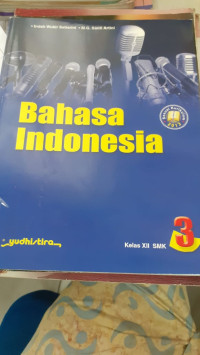 Bahasa
Indonesia
yudhistira
Kelas XII SMK 3